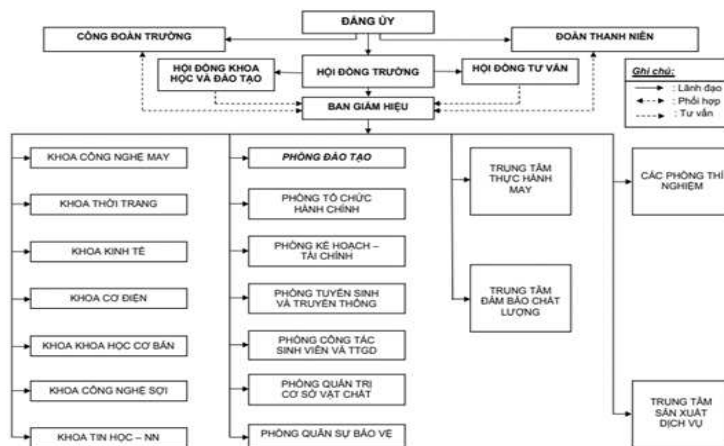 ĐẢNG ỦY
CÔNG ĐOÀN TRƯỜNG
ĐOÀN THANH NIÊN
HỘI ĐỒNG KHOA
HỌC VÀ ĐÀO TẠO
HỘI ĐỒNG TRƯỜNG
HỘI ĐỒNG TƯ VẤN
BAN GIÁM HIỆU
Ghi chú:
: Lãnh đạo
: Phối hợp
: Tư vấn
KHOA CÔNG NGHỆ MAY
KHOA THỜI TRANG
KHOA KINH TẾ
KHOA CƠ ĐIỆN
KHOA KHOA HỌC CƠ BẢN
KHOA CÔNG NGHỆ SỢI
KHOA TIN HỌC – NN
PHÒNG ĐÀO TẠO
PHÒNG TỔ CHỨC
HÀNH CHÍNH
PHÒNG KẾ HOẠCH –
TÀI CHÍNH
PHÒNG TUYỂN SINH
VÀ TRUYỀN THÔNG
PHÒNG CÔNG TÁC
SINH VIÊN VÀ TTGD
PHÒNG QUẢN TRỊ
CƠ SỞ VẬT CHẤT
PHÒNG QUÂN SỰ BẢO VỆ
TRUNG TÂM
THỰC HÀNH
MAY
TRUNG TÂM
ĐẢM BẢO CHẤT
LƯỢNG
CÁC PHÒNG THÍ
NGHIỆM
TRUNG TÂM
SẢN XUẤT
DỊCH VỤ